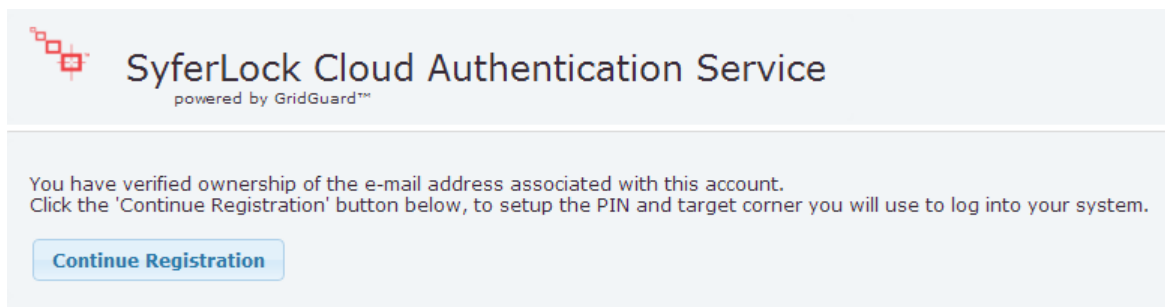 SyferLock Cloud Authentication Service
powered by GridGuard™
You have verified ownership of the e-mail address associated with this account.
Click the 'Continue Registration' button below, to setup the PIN and target corner you will use to log into your system.
Continue Registration